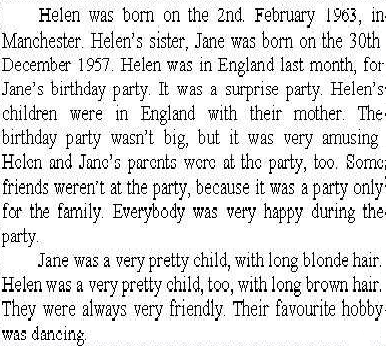 Helen was born on the 2nd. February 1963, in
Manchester. Helen's sister, Jane was born on the 30th
December 1957. Helen was in England last month, for
Jane's birthday party. It was a surprise party. Helen's
children were in England with their mother. The
birthday party wasn't big, but it was very amusing
Helen and Jane's parents were at the party, too. Some
friends weren't at the party, because it was a party only
for the family. Everybody was very happy during the
party.
Jane was a very pretty child, with long blonde hair.
Helen was a very pretty child, too, with long brown hair.
They were always very friendly. Their favourite hobby
was dancing.